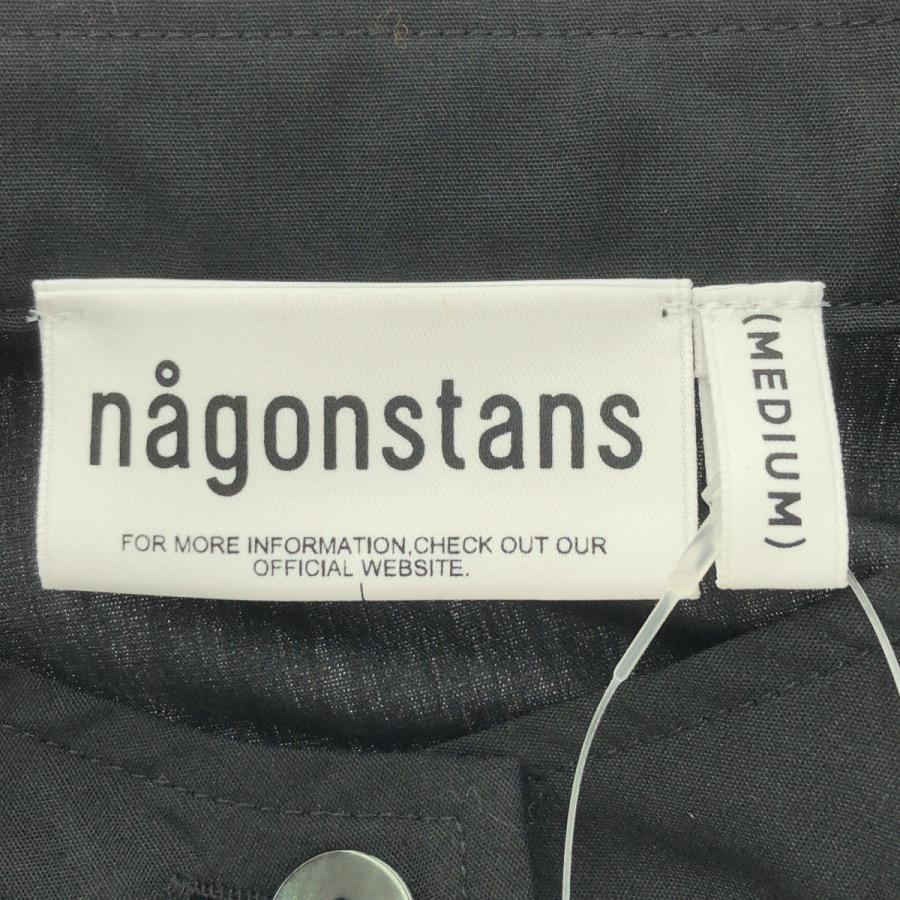 någonstans
FOR MORE INFORMATION,CHECK OUT OUR
OFFICIAL WEBSITE.
(MEDIUM)